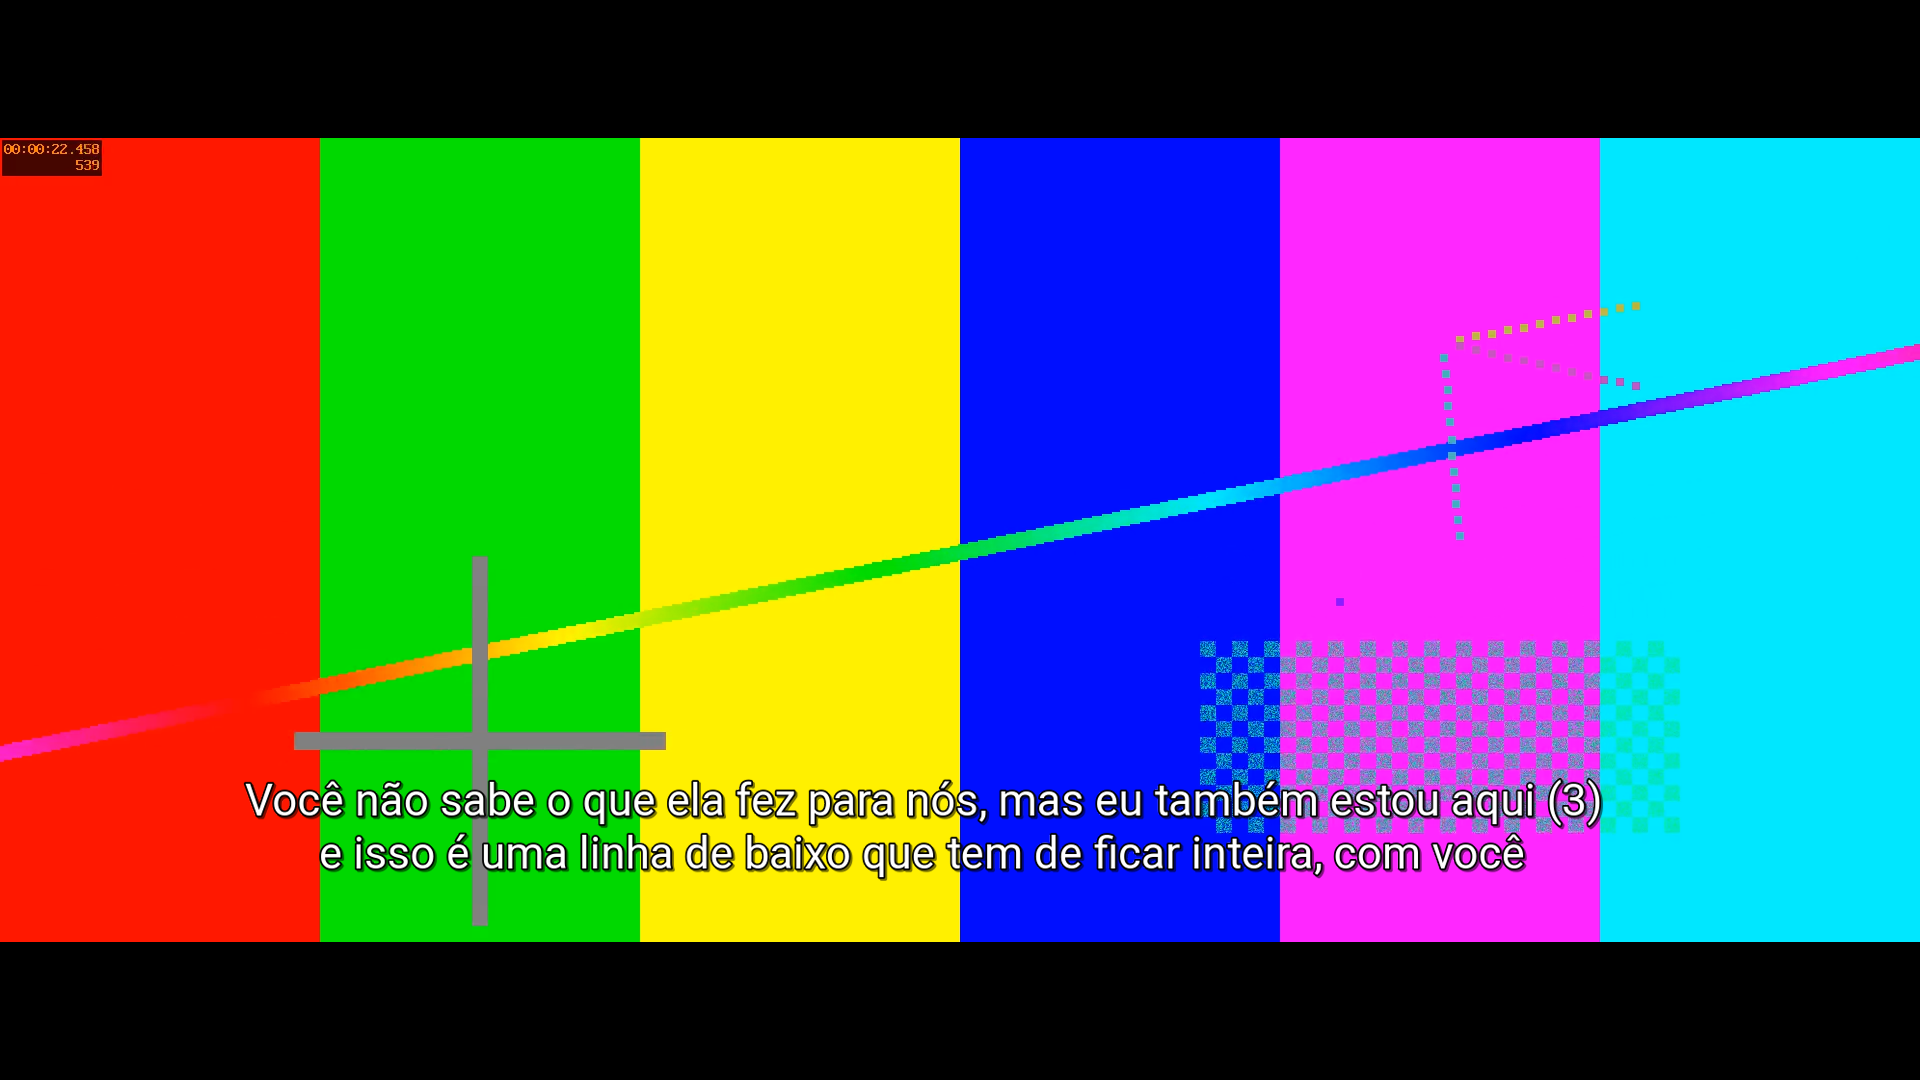 00:00:22.458
539
Você não sabe o que ela fez para nós, mas eu também estou aqui (3)
e isso é uma linha de baixo que tem de ficar inteira, com você